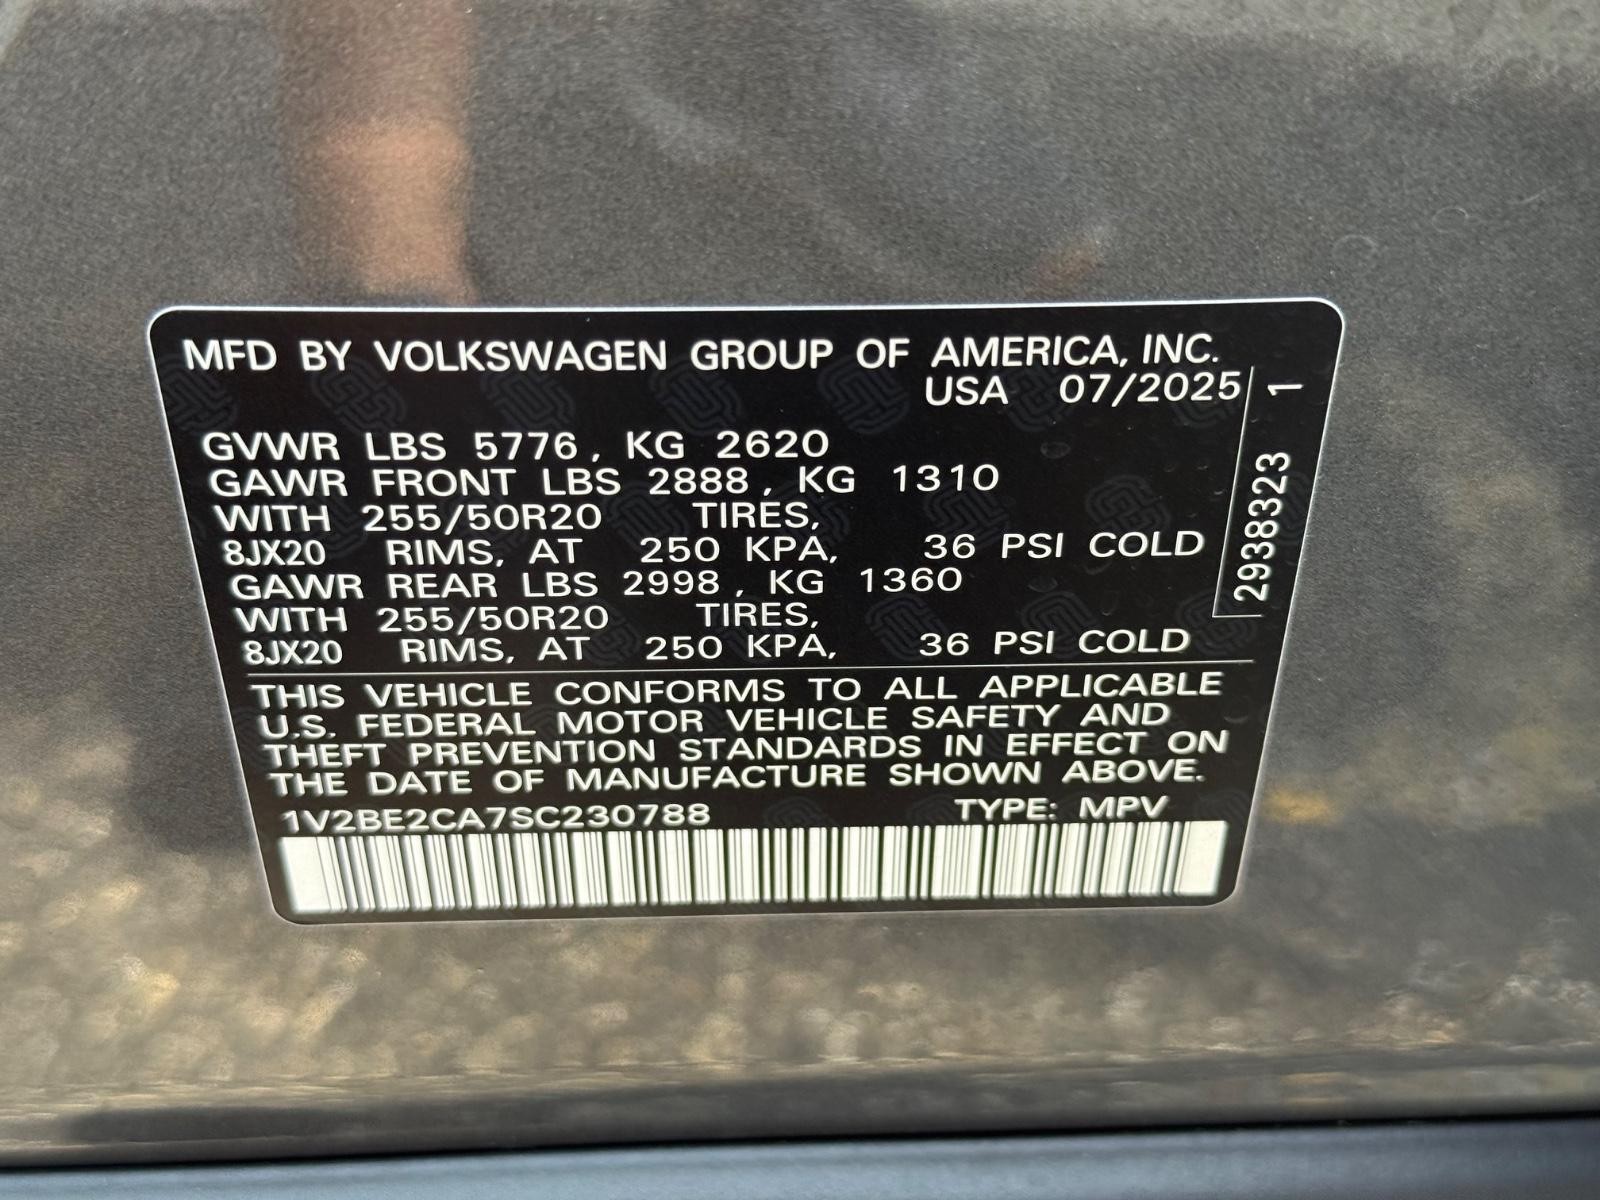 MFD BY VOLKSWAGEN GROUP OF AMERICA, INC.
USA 07/2025
GVWR LBS 5776, KG 2620
GAWR FRONT LBS 2888, KG 1310
WITH 255/50R20 TIRES,
8JX20 RIMS, AT 250 KPA, 36 PSI COLD
GAWR REAR LBS 2998, KG 1360
WITH 255/50R20 TIRES,
8JX20 RIMS, AT 250 KPA, 36 PSI COLD
THIS VEHICLE CONFORMS TO ALL APPLICABLE
U.S. FEDERAL MOTOR VEHICLE SAFETY AND
THEFT PREVENTION STANDARDS IN EFFECT ON
THE DATE OF MANUFACTURE SHOWN ABOVE.
1V2BE2CA7SC230788 TYPE: MPV
2938323 1